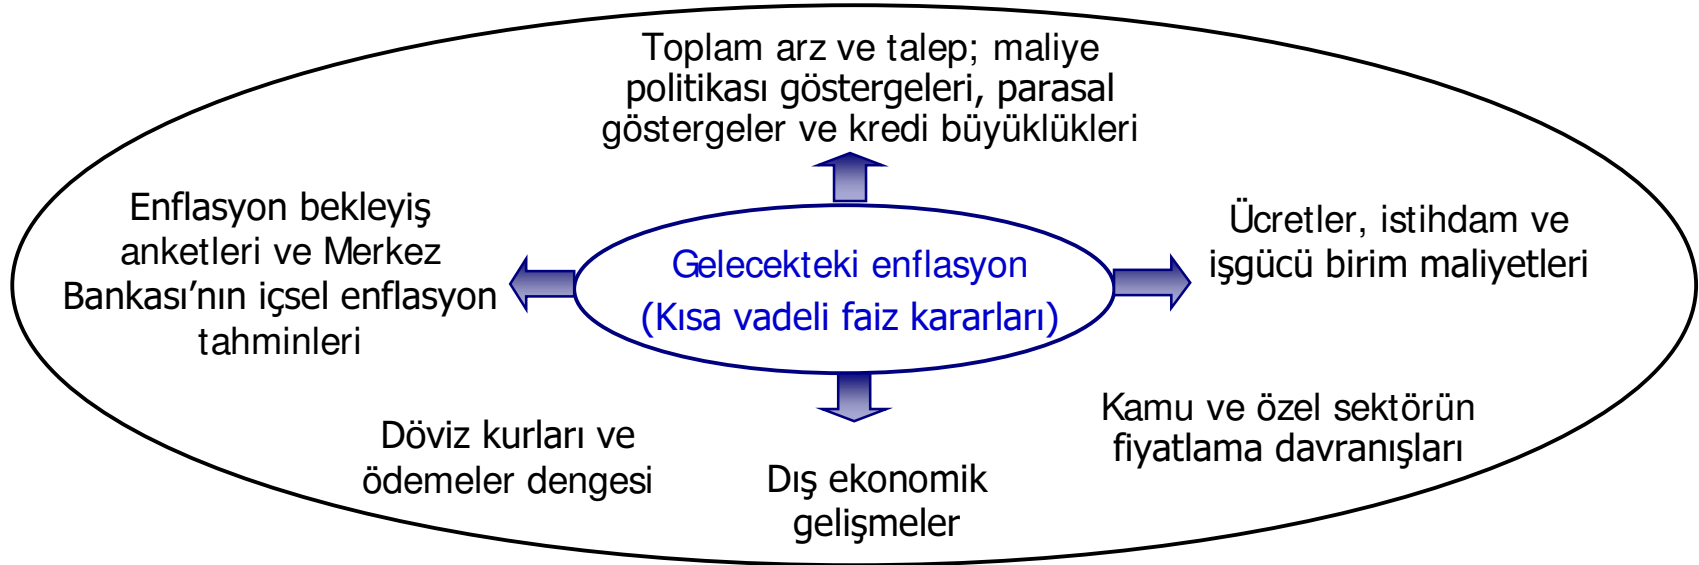 Toplam arz ve talep; maliye
politikası göstergeleri, parasal
göstergeler ve kredi büyüklükleri
Enflasyon bekleyiş
anketleri ve Merkez
Bankası’nın içsel enflasyon
tahminleri
Gelecekteki enflasyon
(Kısa vadeli faiz kararları)
Ücretler, istihdam ve
işgücü birim maliyetleri
Döviz kurları ve
ödemeler dengesi
Dış ekonomik
gelişmeler
Kamu ve özel sektörün
fiyatlama davranışları